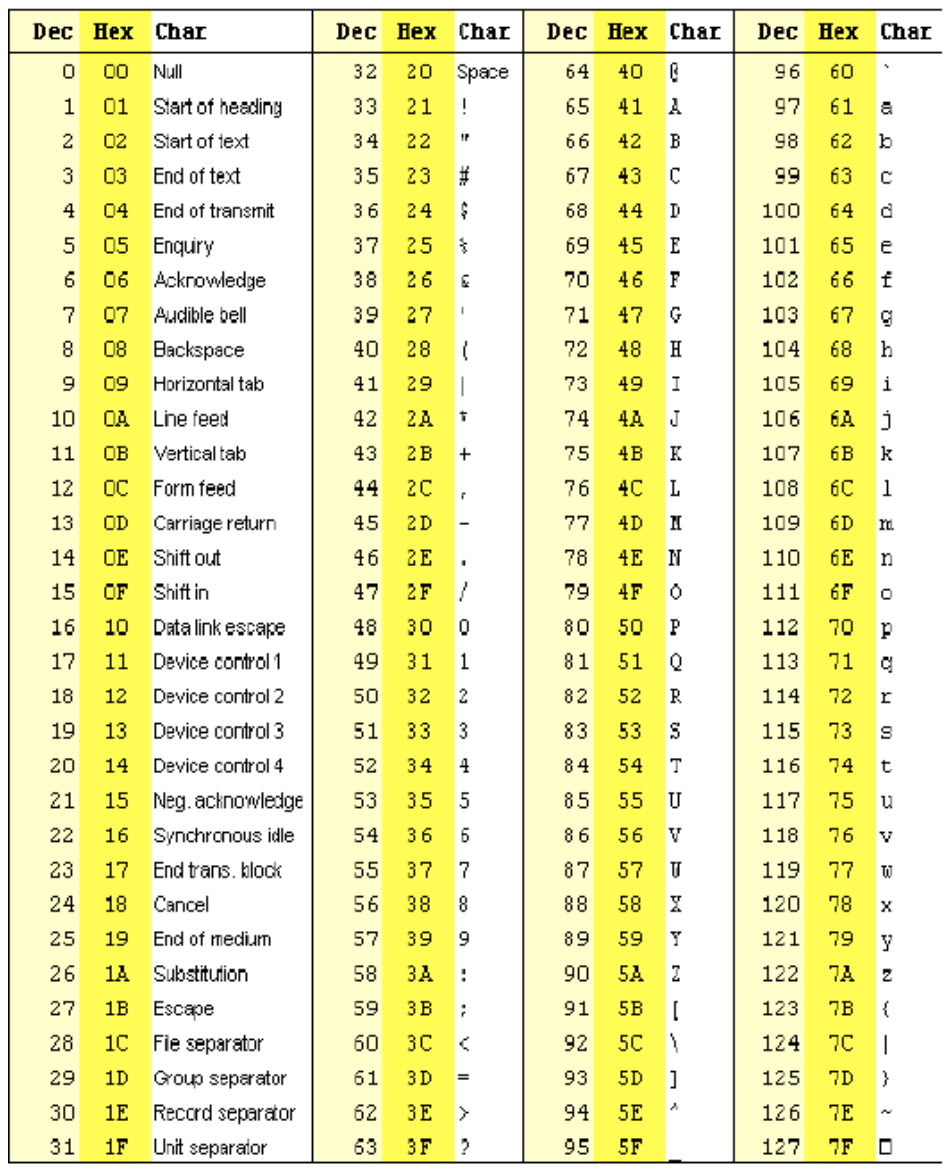 Dec Hex Char Dec Hex Char Dec Hex Char Dec Hex Char
0 00 Null 32 20 Space 64 40 @ 96 60 `
1 01 Start of heading 33 21 ! 65 41 A 97 61 a
2 02 Start of text 34 22 " 66 42 B 98 62 b
3 03 End of text 35 23 # 67 43 C 99 63 c
4 04 End of transmit 36 24 $ 68 44 D 100 64 d
5 05 Enquiry 37 25 % 69 45 E 101 65 e
6 06 Acknowledge 38 26 & 70 46 F 102 66 f
7 07 Audible bell 39 27 ' 71 47 G 103 67 g
8 08 Backspace 40 28 ( 72 48 H 104 68 h
9 09 Horizontal tab 41 29 | 73 49 I 105 69 i
10 0A Line feed 42 2A * 74 4A J 106 6A j
11 0B Vertical tab 43 2B + 75 4B K 107 6B k
12 0C Form feed 44 2C , 76 4C L 108 6C l
13 0D Carriage return 45 2D - 77 4D M 109 6D m
14 0E Shift out 46 2E . 78 4E N 110 6E n
15 0F Shift in 47 2F / 79 4F O 111 6F o
16 10 Data link escape 48 30 0 80 50 P 112 70 p
17 11 Device control 1 49 31 1 81 51 Q 113 71 q
18 12 Device control 2 50 32 2 82 52 R 114 72 r
19 13 Device control 3 51 33 3 83 53 S 115 73 s
20 14 Device control 4 52 34 4 84 54 T 116 74 t
21 15 Neg. acknowledge 53 35 5 85 55 U 117 75 u
22 16 Synchronous idle 54 36 6 86 56 V 118 76 v
23 17 End trans. block 55 37 7 87 57 W 119 77 w
24 18 Cancel 56 38 8 88 58 X 120 78 x
25 19 End of medium 57 39 9 89 59 Y 121 79 y
26 1A Substitution 58 3A : 90 5A Z 122 7A z
27 1B Escape 59 3B ; 91 5B [ 123 7B {
28 1C File separator 60 3C < 92 5C \ 124 7C |
29 1D Group separator 61 3D = 93 5D ] 125 7D }
30 1E Record separator 62 3E > 94 5E ^ 126 7E ~
31 1F Unit separator 63 3F ? 95 5F _ 127 7F □